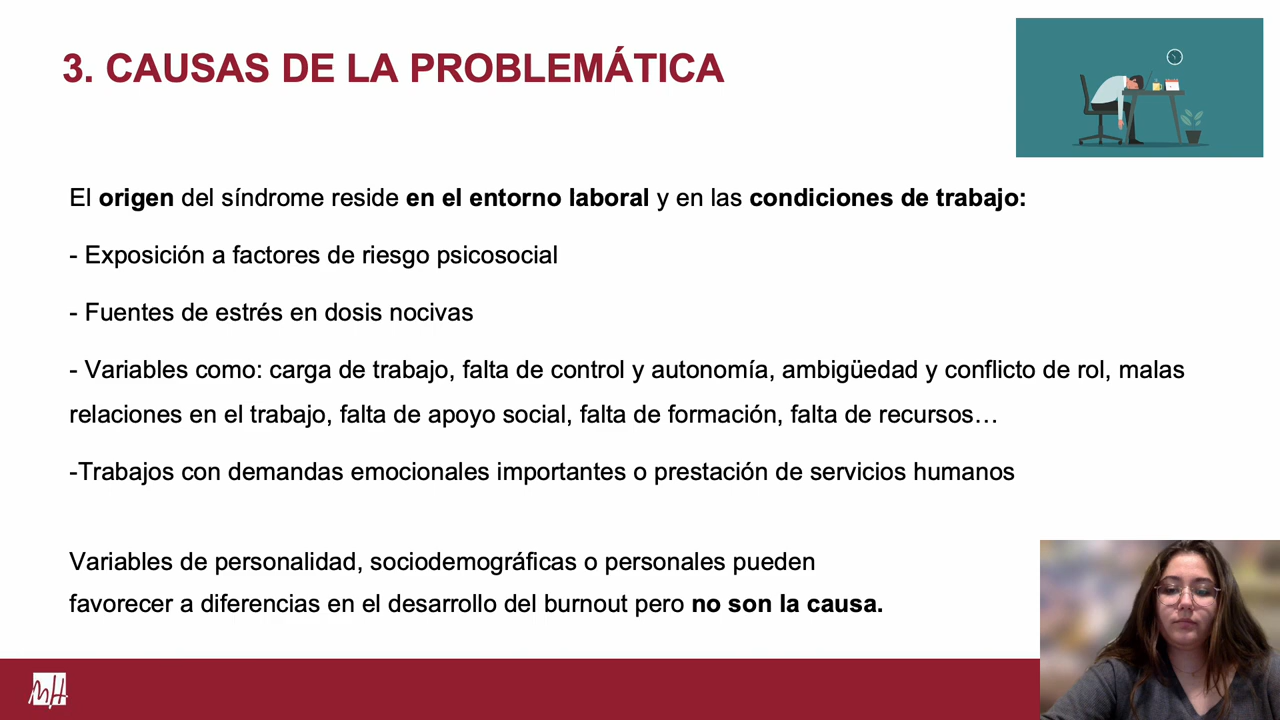 3. CAUSAS DE LA PROBLEMÁTICA
El origen del síndrome reside en el entorno laboral y en las condiciones de trabajo:
- Exposición a factores de riesgo psicosocial
- Fuentes de estrés en dosis nocivas
- Variables como: carga de trabajo, falta de control y autonomía, ambigüedad y conflicto de rol, malas
relaciones en el trabajo, falta de apoyo social, falta de formación, falta de recursos…
-Trabajos con demandas emocionales importantes o prestación de servicios humanos
Variables de personalidad, sociodemográficas o personales pueden
favorecer a diferencias en el desarrollo del burnout pero no son la causa.
MH